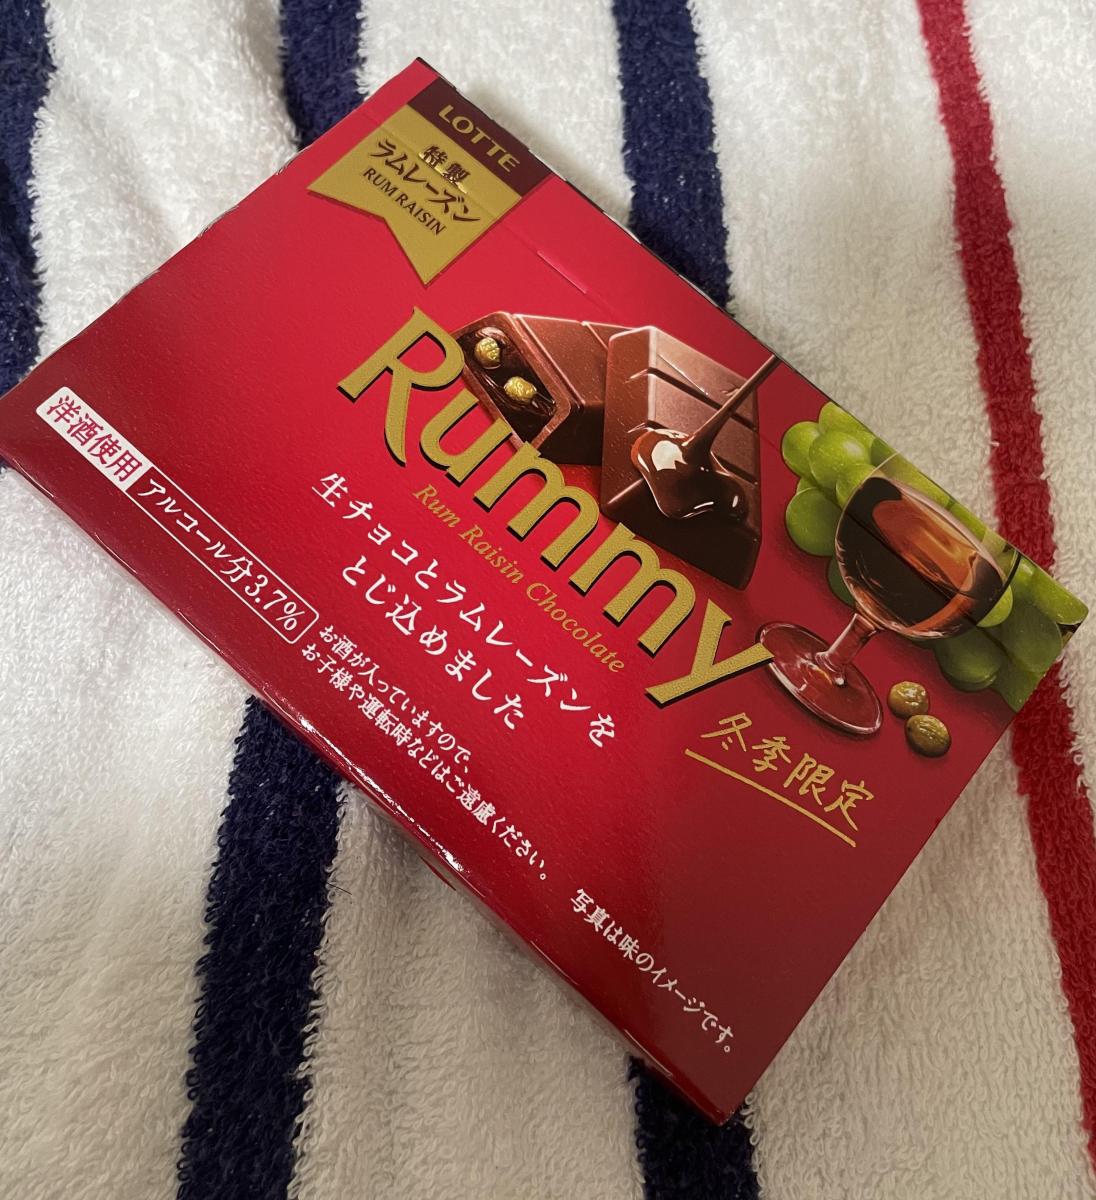 LOTTE
特製
ラムレーズン
RUM RAISIN
Rummy
Rum Raisin Chocolate
生チョコとラムレーズンを
とじ込めました
冬季限定
洋酒使用 アルコール分3.7%
お酒が入っていますので、
お子様や運転時などはご遠慮ください。
写真は味のイメージです。